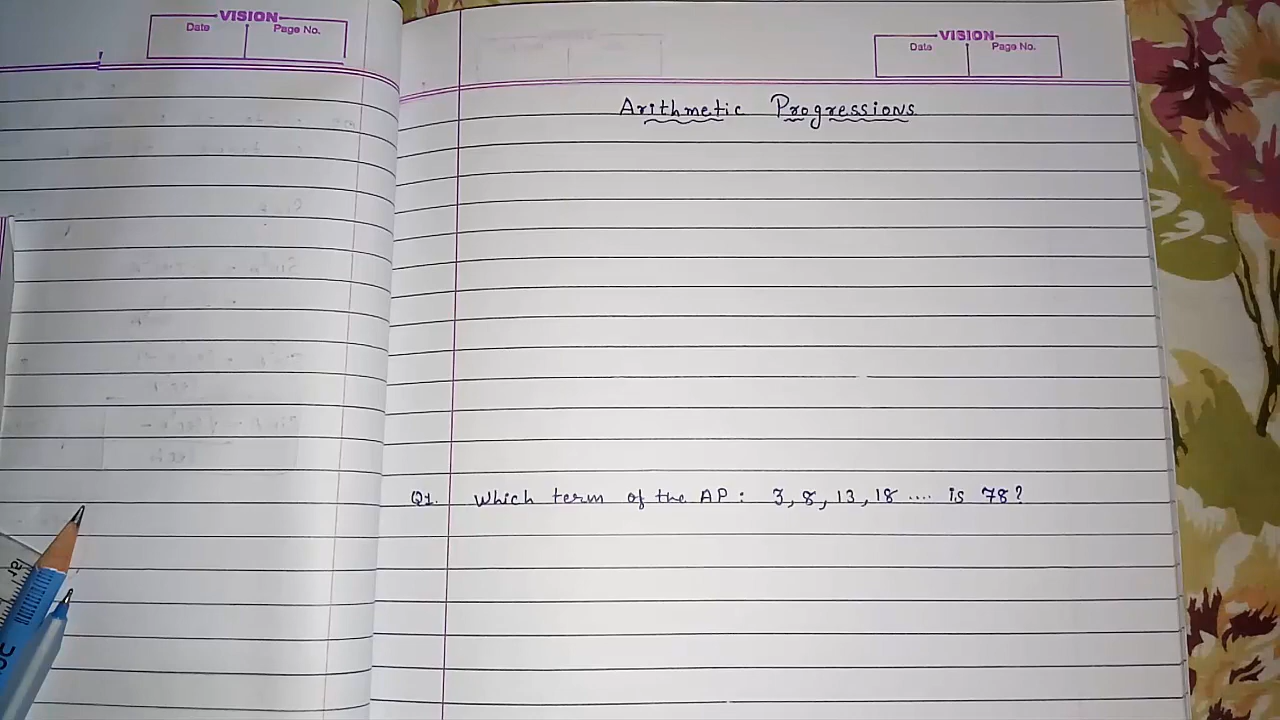 VISION
Date Page No.
VISION
Date Page No.
Arithmetic Progressions
Q1. Which term of the AP: 3, 8, 13, 18 .... is 78?